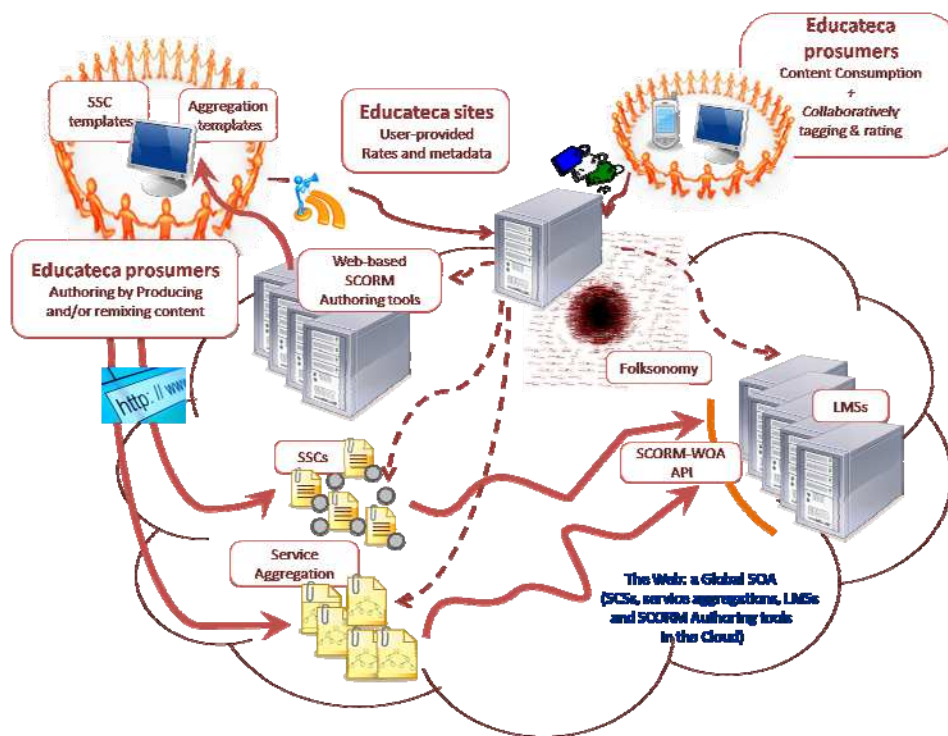 Educateca
prosumers
Content Consumption
+
Collaboratively
tagging & rating
SSC
templates
Aggregation
templates
Educateca sites
User-provided
Rates and metadata
Educateca prosumers
Authoring by Producing
and/or remixing content
Web-based
SCORM
Authoring tools
http: // www
Folksonomy
LMSs
SSCs
SCORM-WOA
API
Service
Aggregation
The Web: a Global SOA
(SCSs, service aggregations, LMSs
and SCORM Authoring tools
in the Cloud)